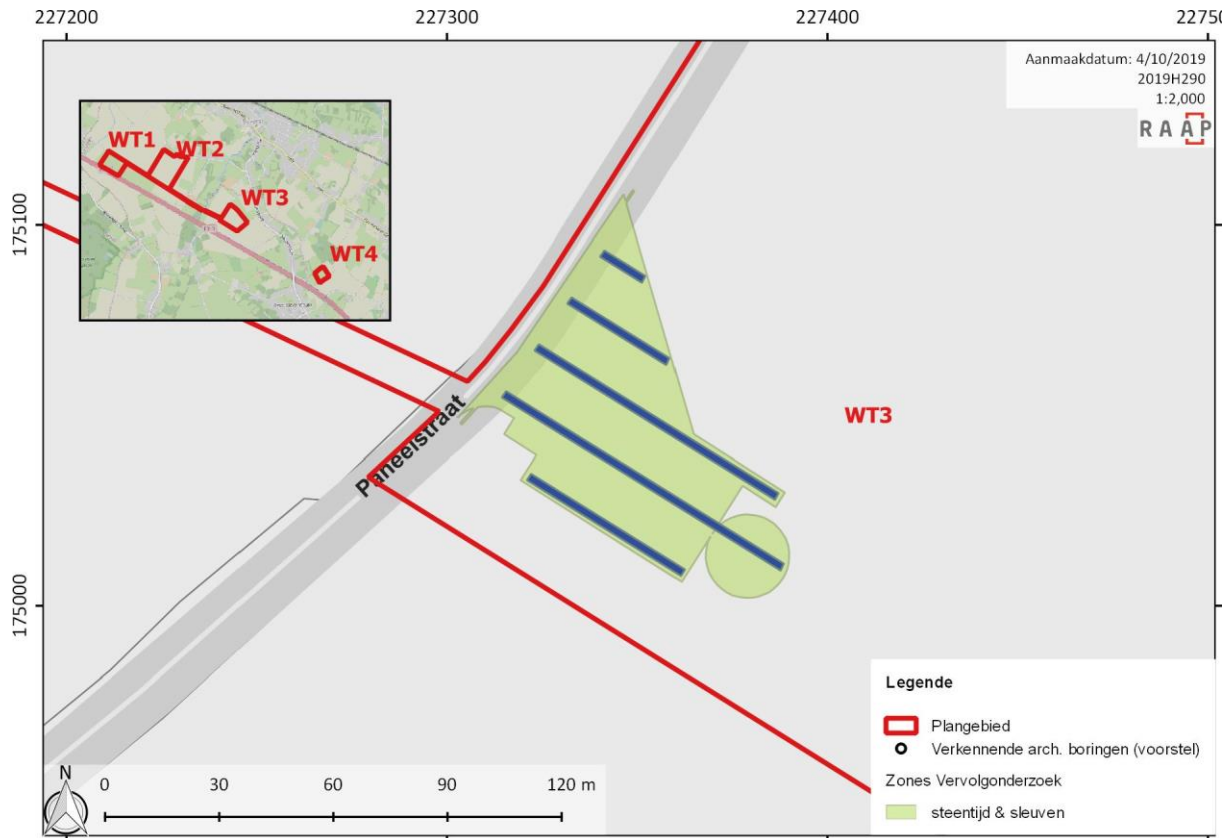 227200 227300 227400 22750
Aanmaakdatum: 4/10/2019
2019H290
1:2,000
RAAP
WT1
WT2
WT3
WT4
175100
Paneelstraat
WT3
175000
Legende
Plangebied
Verkennende arch. boringen (voorstel)
Zones Vervolgonderzoek
steentijd & sleuven
N
0 30 60 90 120 m